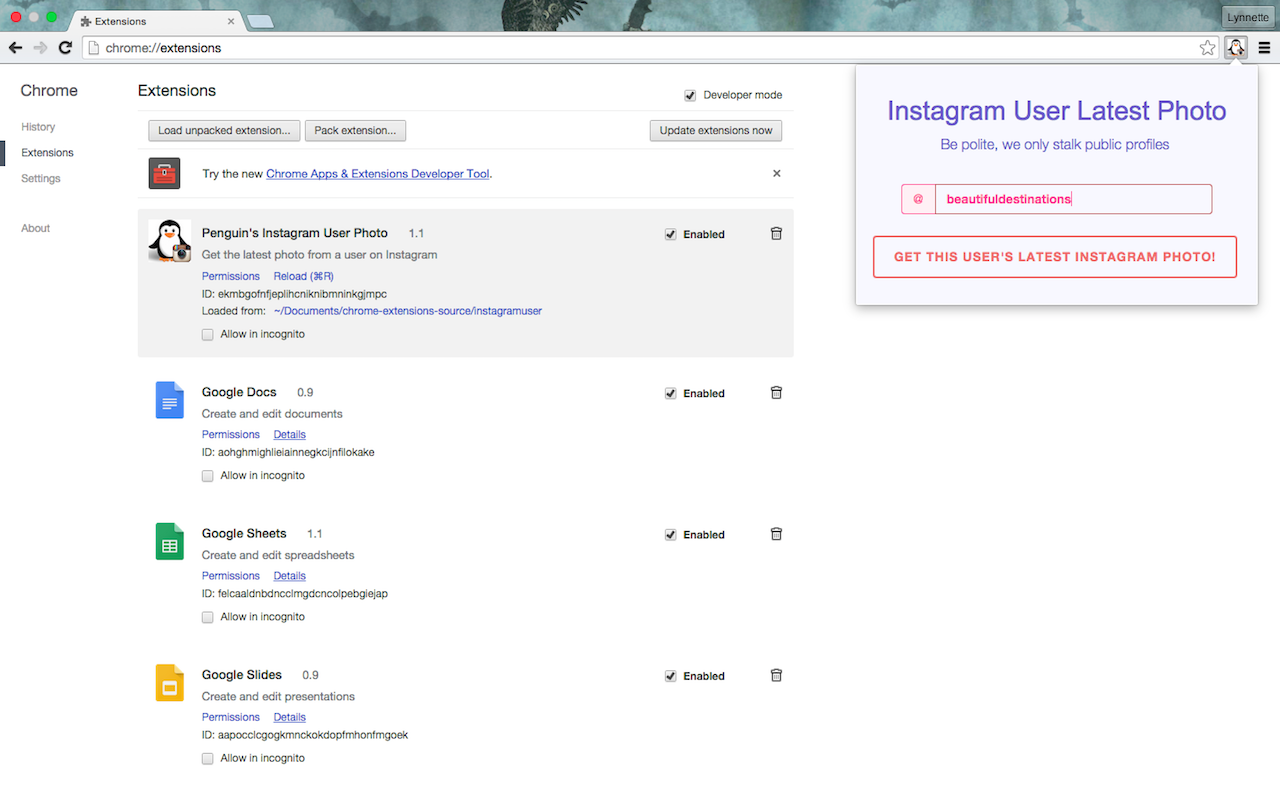 Extensions
Lynnette
chrome://extensions
Chrome
History
Extensions
Settings
About
Extensions
Developer mode
Load unpacked extension...
Pack extension...
Update extensions now
Try the new Chrome Apps & Extensions Developer Tool.
Penguin's Instagram User Photo 1.1
Enabled
Get the latest photo from a user on Instagram
Permissions Reload (⌘R)
ID: ekmbgofnfjeplihcniknibmninkgjmpc
Loaded from: ~/Documents/chrome-extensions-source/instagramuser
Allow in incognito
Google Docs 0.9
Enabled
Create and edit documents
Permissions Details
ID: aohghmighlieiainnegkcijnfilokake
Allow in incognito
Google Sheets 1.1
Enabled
Create and edit spreadsheets
Permissions Details
ID: felcaaldnbdncclmgdcncolpebgiejap
Allow in incognito
Google Slides 0.9
Enabled
Create and edit presentations
Permissions Details
ID: aapocclcgogkmnckokdopfmhonfmgoek
Allow in incognito
Instagram User Latest Photo
Be polite, we only stalk public profiles
@ beautifuldestinations
GET THIS USER'S LATEST INSTAGRAM PHOTO!